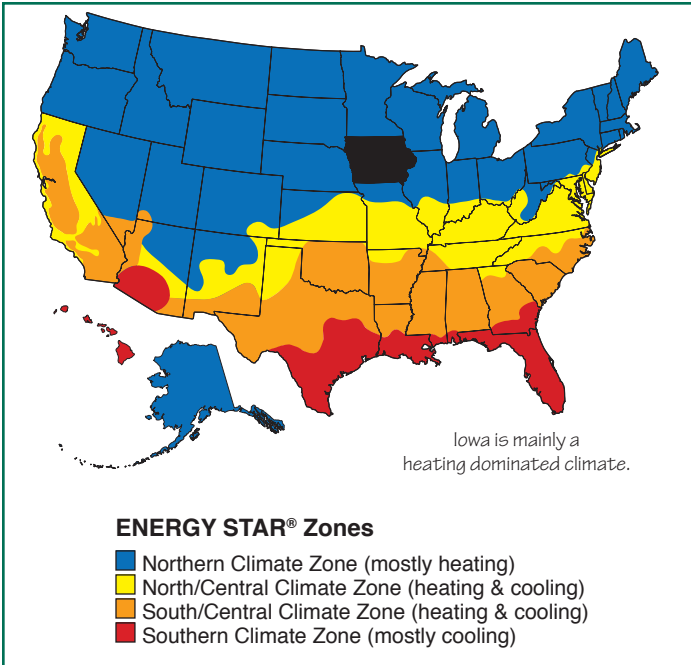 Iowa is mainly a
heating dominated climate.
ENERGY STAR® Zones
Northern Climate Zone (mostly heating)
North/Central Climate Zone (heating & cooling)
South/Central Climate Zone (heating & cooling)
Southern Climate Zone (mostly cooling)